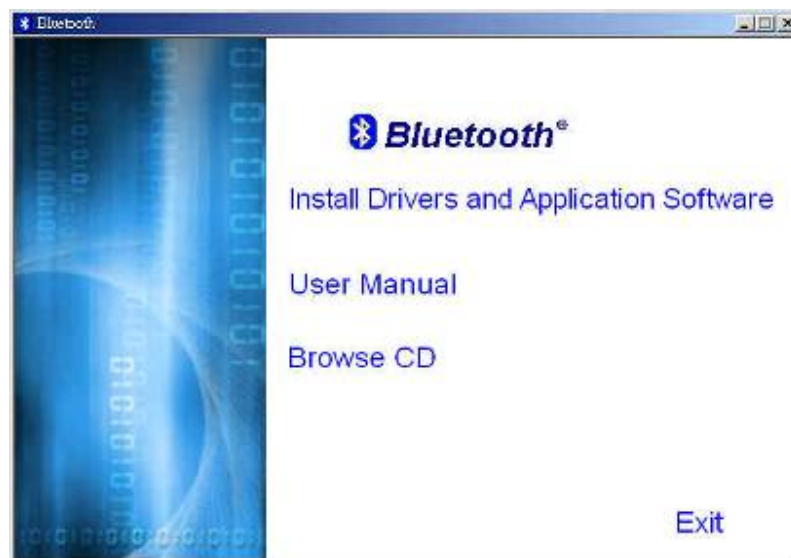 Bluetooth
Bluetooth®
Install Drivers and Application Software
User Manual
Browse CD
Exit